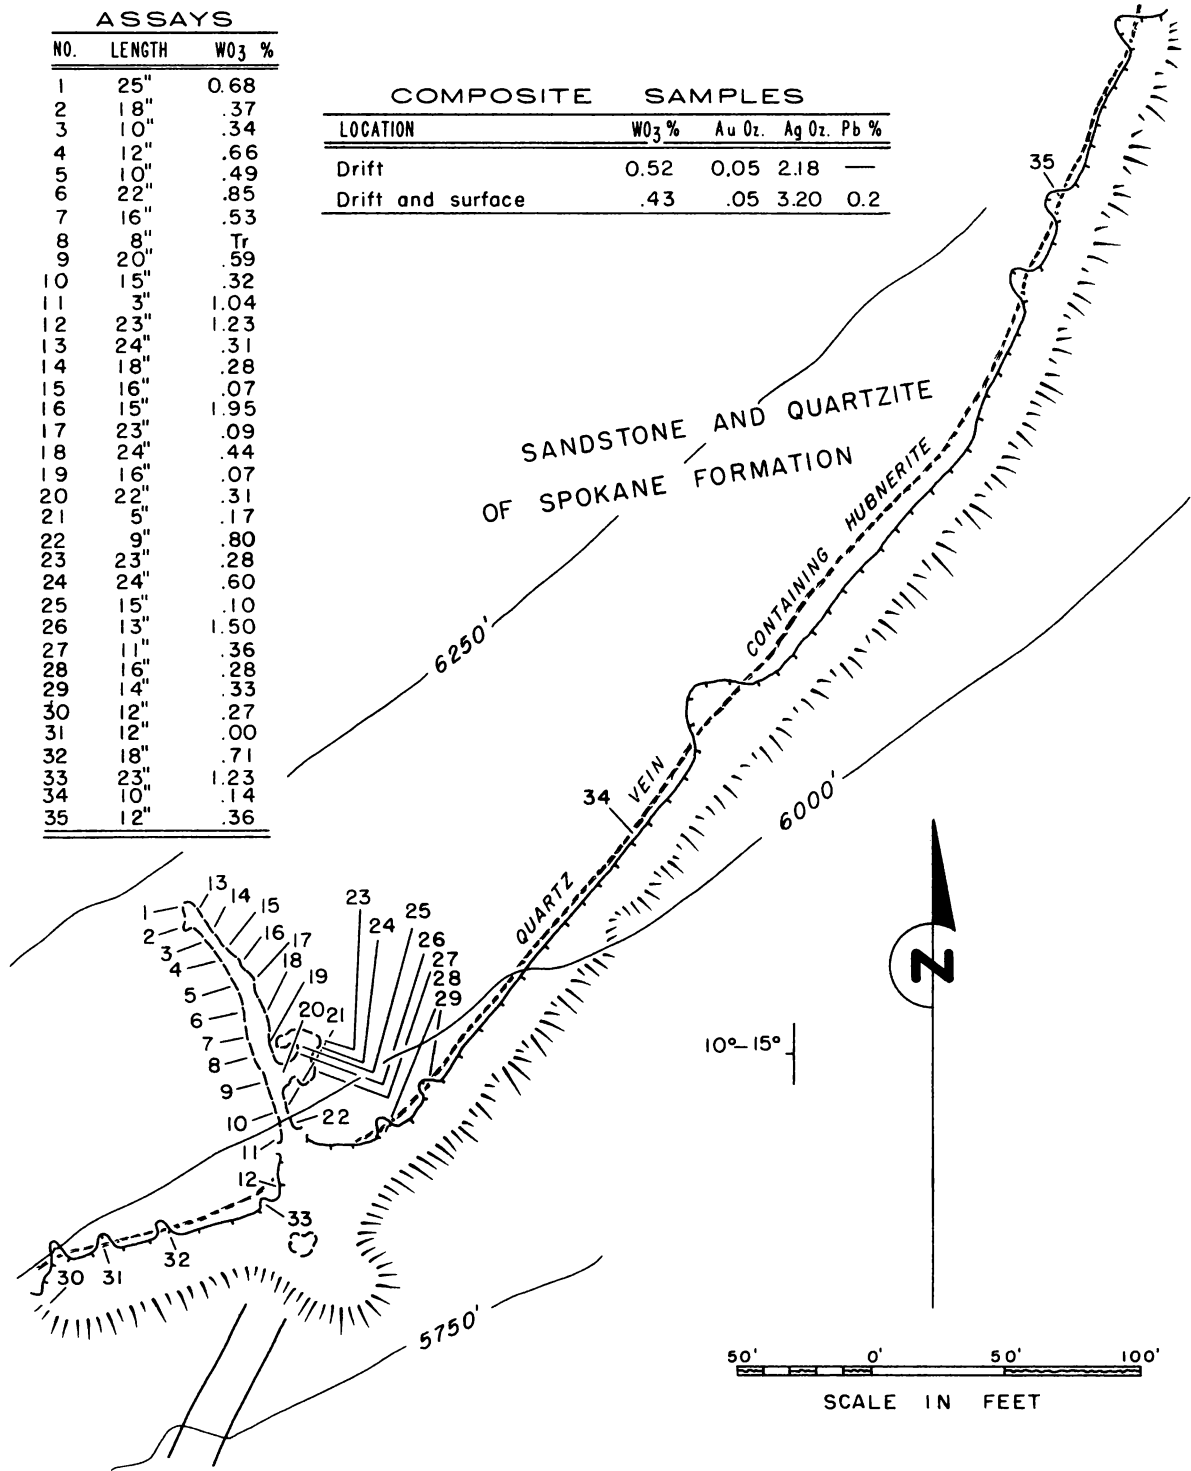 ASSAYS
NO. LENGTH WO3 %
1 25" 0.68
2 18" .37
3 10" .34
4 12" .66
5 10" .49
6 22" .85
7 16" .53
8 8" Tr
9 20" .59
10 15" .32
11 3" 1.04
12 23" 1.23
13 24" .31
14 18" .28
15 16" .07
16 15" 1.95
17 23" .09
18 24" .44
19 16" .07
20 22" .31
21 5" .17
22 9" .80
23 23" .28
24 24" .60
25 15" .10
26 13" 1.50
27 11" .36
28 16" .28
29 14" .33
30 12" .27
31 12" .00
32 18" .71
33 23" 1.23
34 10" .14
35 12" .36
COMPOSITE SAMPLES
LOCATION WO3 % Au Oz. Ag Oz. Pb %
Drift 0.52 0.05 2.18 —
Drift and surface .43 .05 3.20 0.2
35
SANDSTONE AND QUARTZITE
OF SPOKANE FORMATION
QUARTZ VEIN CONTAINING HUBNERITE
6250'
34
6000'
1
2
3
4
5
6
7
8
9
10
11
12
13
14
15
16
17
18
19
20
21
22
23
24
25
26
27
28
29
30
31
32
33
5750'
N
10°–15°
50' 0' 50' 100'
SCALE IN FEET